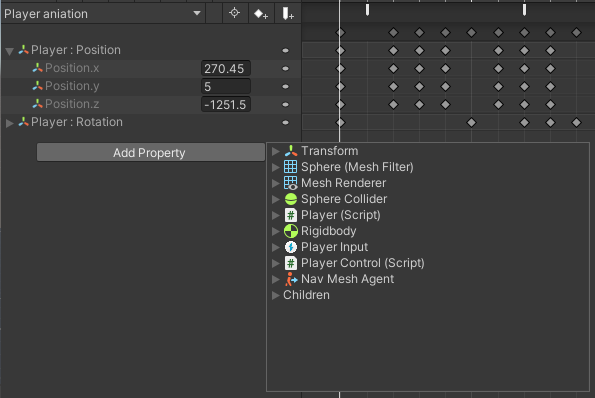 Player aniation
Player : Position
Position.x 270.45
Position.y 5
Position.z -1251.5
Player : Rotation
Add Property
Transform
Sphere (Mesh Filter)
Mesh Renderer
Sphere Collider
Player (Script)
Rigidbody
Player Input
Player Control (Script)
Nav Mesh Agent
Children